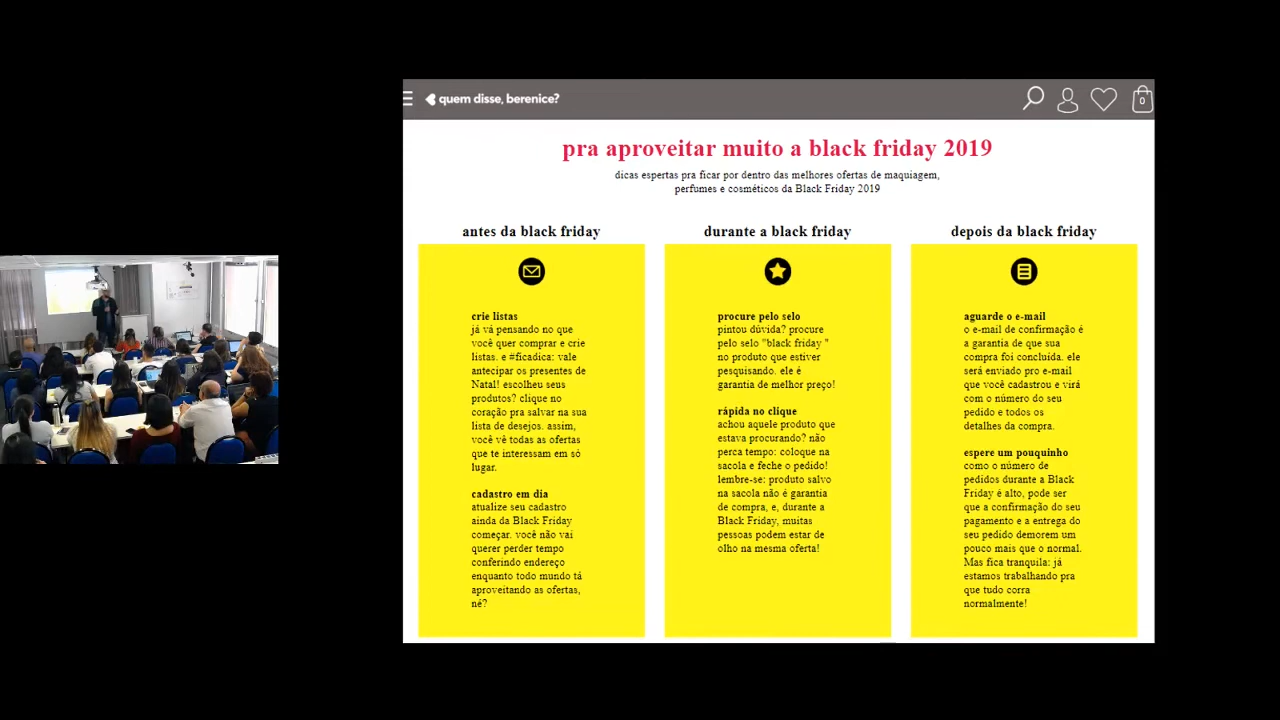 quem disse, berenice?
0
pra aproveitar muito a black friday 2019
dicas espertas pra ficar por dentro das melhores ofertas de maquiagem,
perfumes e cosméticos da Black Friday 2019
antes da black friday
crie listas
já vá pensando no que
você quer comprar e crie
listas. e #ficadica: vale
antecipar os presentes de
Natal! escolheu seus
produtos? clique no
coração pra salvar na sua
lista de desejos. assim,
você vê todas as ofertas
que te interessam em só
lugar.
cadastro em dia
atualize seu cadastro
ainda da Black Friday
começar. você não vai
querer perder tempo
conferindo endereço
enquanto todo mundo tá
aproveitando as ofertas,
né?
durante a black friday
procure pelo selo
pintou dúvida? procure
pelo selo "black friday "
no produto que estiver
pesquisando. ele é
garantia de melhor preço!
rápida no clique
achou aquele produto que
estava procurando? não
perca tempo: coloque na
sacola e feche o pedido!
lembre-se: produto salvo
na sacola não é garantia
de compra, e, durante a
Black Friday, muitas
pessoas podem estar de
olho na mesma oferta!
depois da black friday
aguarde o e-mail
o e-mail de confirmação é
a garantia de que sua
compra foi concluída. ele
será enviado pro e-mail
que você cadastrou e virá
com o número do seu
pedido e todos os
detalhes da compra.
espere um pouquinho
como o número de
pedidos durante a Black
Friday é alto, pode ser
que a confirmação do seu
pagamento e a entrega do
seu pedido demorem um
pouco mais que o normal.
Mas fica tranquila: já
estamos trabalhando pra
que tudo corra
normalmente!